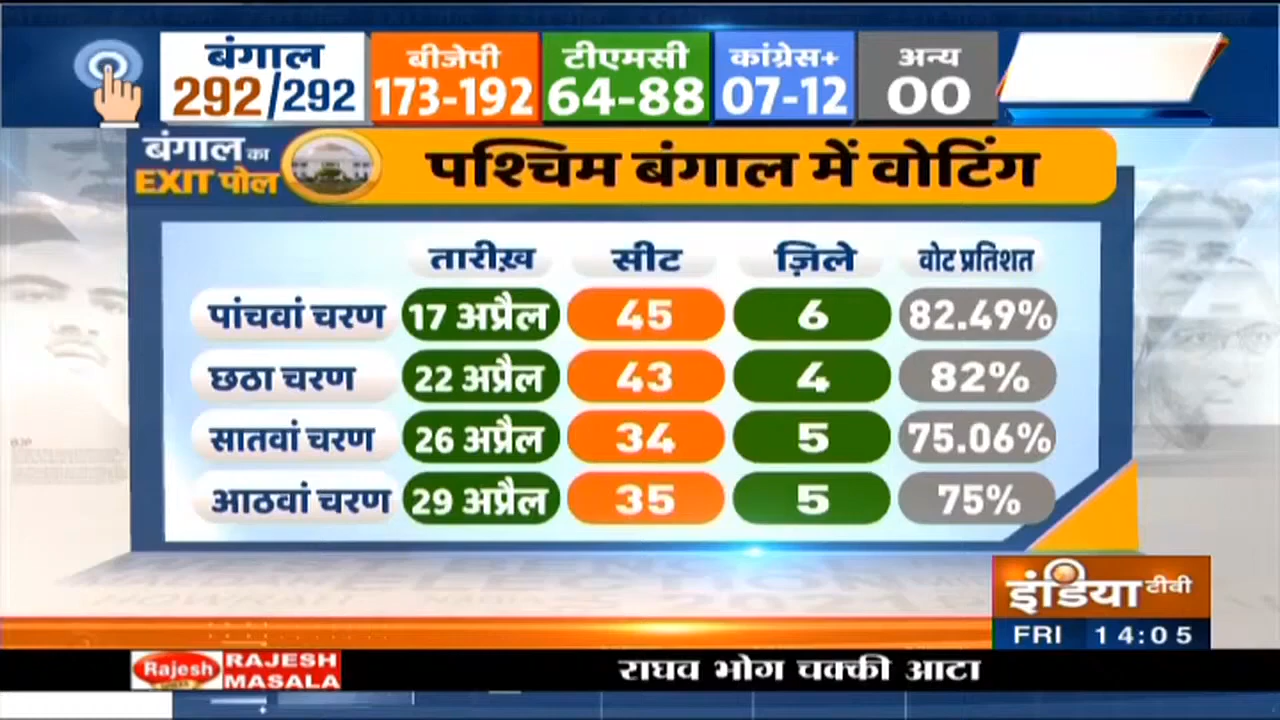 बंगाल बीजेपी टीएमसी कांग्रेस+ अन्य
292/292 173-192 64-88 07-12 00
बंगाल का
EXIT पोल
पश्चिम बंगाल में वोटिंग
तारीख़ सीट ज़िले वोट प्रतिशत
पांचवां चरण 17 अप्रैल 45 6 82.49%
छठा चरण 22 अप्रैल 43 4 82%
सातवां चरण 26 अप्रैल 34 5 75.06%
आठवां चरण 29 अप्रैल 35 5 75%
इंडिया टीवी
FRI 14:05
Rajesh RAJESH
MASALA
राघव भोग चक्की आटा